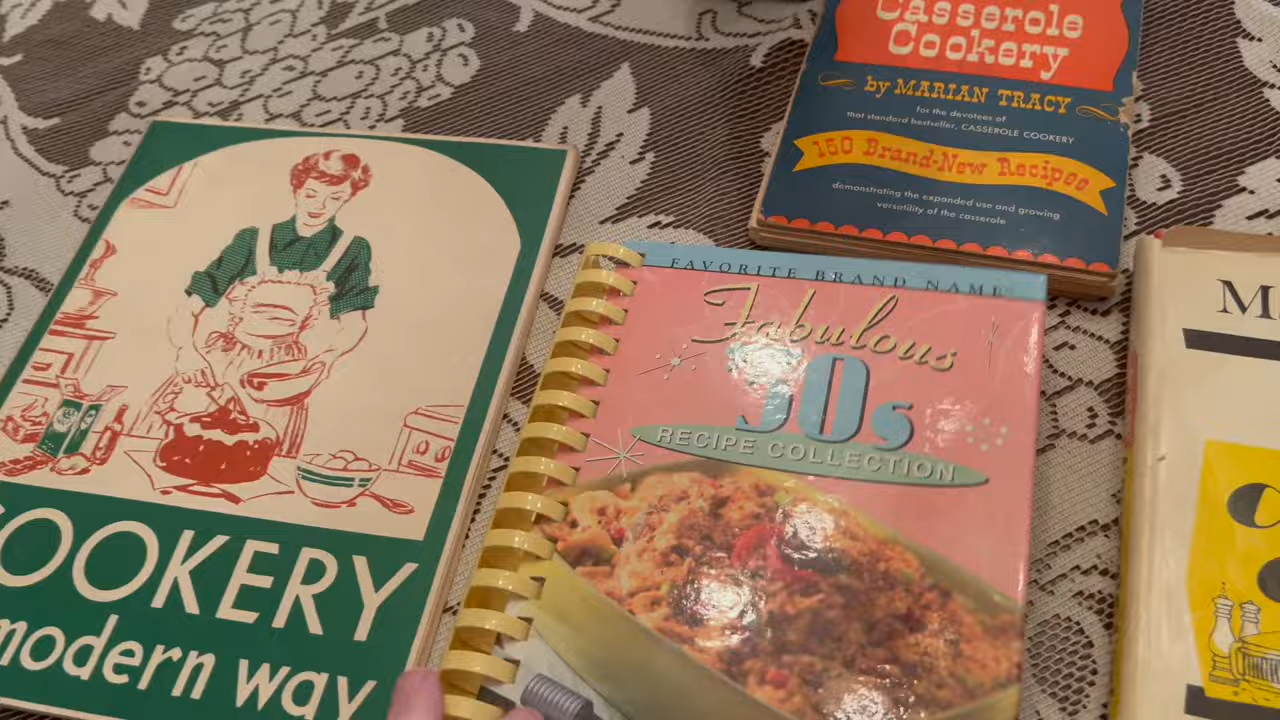 Casserole
Cookery
by MARIAN TRACY
for the devotees of
that standard bestseller, CASSEROLE COOKERY
150 Brand-New Recipes
demonstrating the expanded use and growing
versatility of the casserole
FAVORITE BRAND NAME
Fabulous
50s
RECIPE COLLECTION
COOKERY
modern way
M